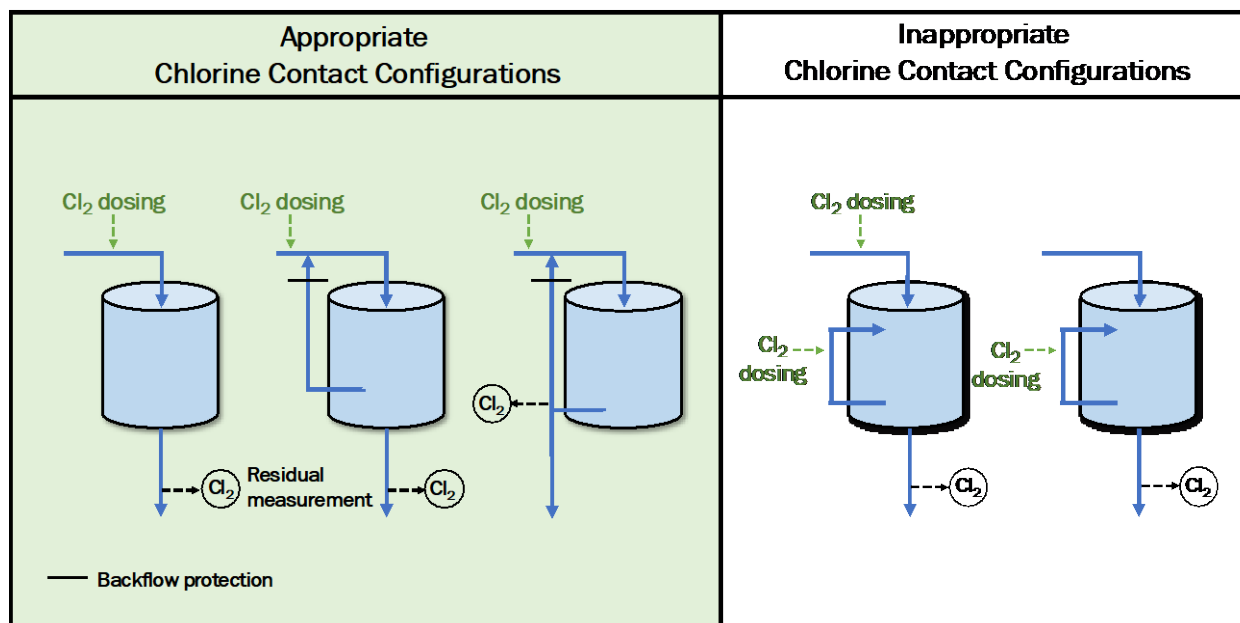 Appropriate
Chlorine Contact Configurations
Inappropriate
Chlorine Contact Configurations
Cl₂ dosing
Cl₂ dosing
Cl₂ dosing
Cl₂
Cl₂
Residual
measurement
Cl₂
Backflow protection
Cl₂ dosing
Cl₂
dosing
Cl₂
dosing
Cl₂
Cl₂